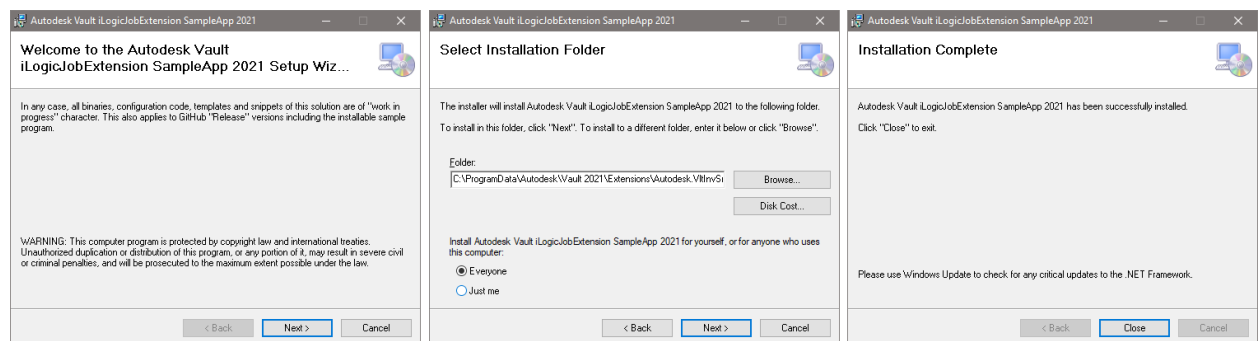 Autodesk Vault iLogicJobExtension SampleApp 2021
Welcome to the Autodesk Vault
iLogicJobExtension SampleApp 2021 Setup Wiz...
In any case, all binaries, configuration code, templates and snippets of this solution are of "work in
progress" character. This also applies to GitHub "Release" versions including the installable sample
program.
WARNING: This computer program is protected by copyright law and international treaties.
Unauthorized duplication or distribution of this program, or any portion of it, may result in severe civil
or criminal penalties, and will be prosecuted to the maximum extent possible under the law.
< Back
Next >
Cancel
Autodesk Vault iLogicJobExtension SampleApp 2021
Select Installation Folder
The installer will install Autodesk Vault iLogicJobExtension SampleApp 2021 to the following folder.
To install in this folder, click "Next". To install to a different folder, enter it below or click "Browse".
Folder:
C:\ProgramData\Autodesk\Vault 2021\Extensions\Autodesk.VltInvS
Browse...
Disk Cost...
Install Autodesk Vault iLogicJobExtension SampleApp 2021 for yourself, or for anyone who uses
this computer:
Everyone
Just me
< Back
Next >
Cancel
Autodesk Vault iLogicJobExtension SampleApp 2021
Installation Complete
Autodesk Vault iLogicJobExtension SampleApp 2021 has been successfully installed.
Click "Close" to exit.
Please use Windows Update to check for any critical updates to the .NET Framework.
< Back
Close
Cancel